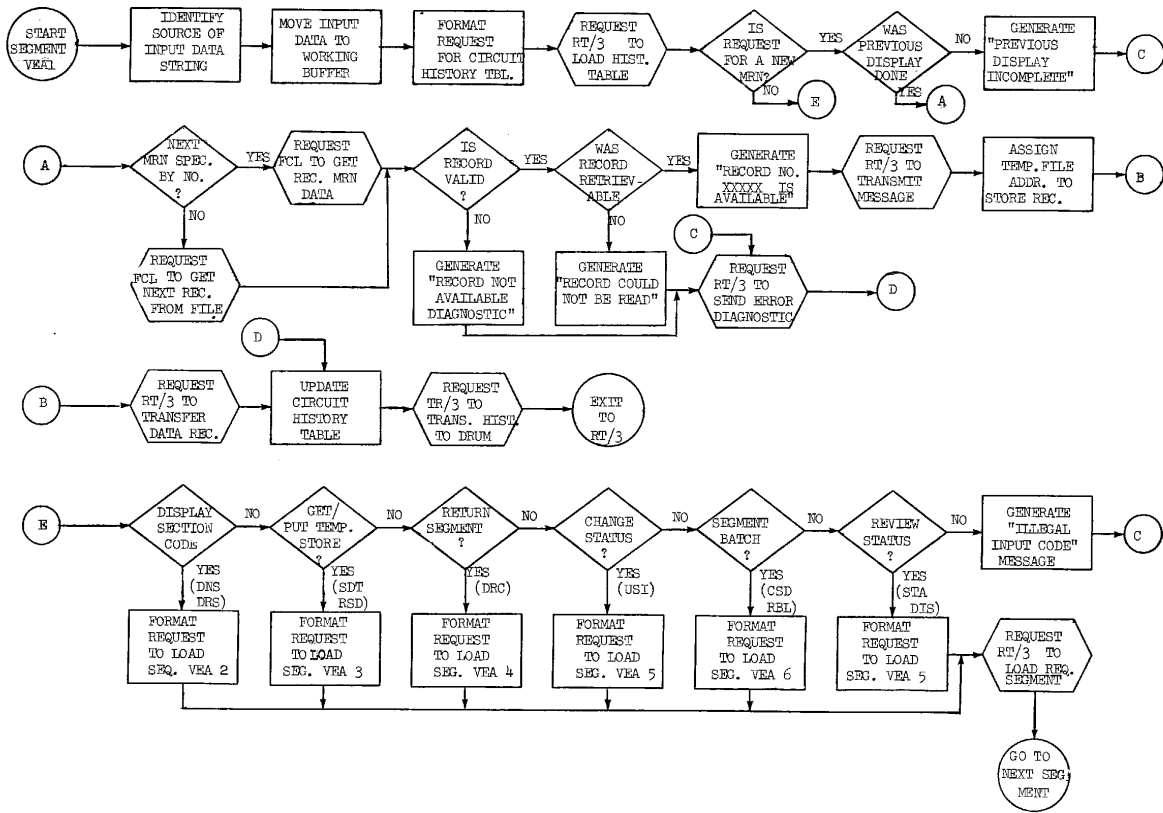 START
SEGMENT
VEA1
IDENTIFY
SOURCE OF
INPUT DATA
STRING
MOVE INPUT
DATA TO
WORKING
BUFFER
FORMAT
REQUEST
FOR CIRCUIT
HISTORY TBL.
REQUEST
RT/3 TO
LOAD HIST.
TABLE
IS
REQUEST
FOR A NEW
MRN?
YES
NO
E
WAS
PREVIOUS
DISPLAY
DONE
NO
YES
A
GENERATE
"PREVIOUS
DISPLAY
INCOMPLETE"
C
A
NEXT
MRN SPEC.
BY NO.
?
YES
NO
REQUEST
FCL TO GET
REC. MRN
DATA
REQUEST
FCL TO GET
NEXT REC.
FROM FILE
IS
RECORD
VALID
?
YES
NO
WAS
RECORD
RETRIEV-
ABLE
YES
NO
GENERATE
"RECORD NO.
XXXXX IS
AVAILABLE"
REQUEST
RT/3 TO
TRANSMIT
MESSAGE
ASSIGN
TEMP.FILE
ADDR. TO
STORE REC.
B
GENERATE
"RECORD NOT
AVAILABLE
DIAGNOSTIC"
GENERATE
"RECORD COULD
NOT BE READ"
C
REQUEST
RT/3 TO
SEND ERROR
DIAGNOSTIC
D
D
B
REQUEST
RT/3 TO
TRANSFER
DATA REC.
UPDATE
CIRCUIT
HISTORY
TABLE
REQUEST
TR/3 TO
TRANS. HIST.
TO DRUM
EXIT
TO
RT/3
E
DISPLAY
SECTION
CODS
NO
YES
(DNS
DRS)
GET/
PUT TEMP.
STORE
?
NO
YES
(SDT
RSD)
RETURN
SEGMENT
?
NO
YES
(DRC)
CHANGE
STATUS
?
NO
YES
(USI)
SEGMENT
BATCH?
NO
YES
(CSD
RBL)
REVIEW
STATUS?
NO
YES
(STA
DIS)
GENERATE
"ILLEGAL
INPUT CODE"
MESSAGE
C
FORMAT
REQUEST
TO LOAD
SEQ. VEA 2
FORMAT
REQUEST
TO LOAD
SEG. VEA 3
FORMAT
REQUEST
TO LOAD
SEG. VEA 4
FORMAT
REQUEST
TO LOAD
SEG. VEA 5
FORMAT
REQUEST
TO LOAD
SEG. VEA 6
FORMAT
REQUEST
TO LOAD
SEG. VEA 5
REQUEST
RT/3 TO
LOAD REQ.
SEGMENT
GO TO
NEXT SEG-
MENT